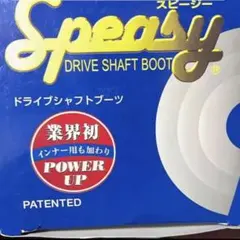 スピージー
Speasy®
DRIVE SHAFT BOOT
ドライブシャフトブーツ
業界初
インナー用も加わり
POWER
UP
PATENTED